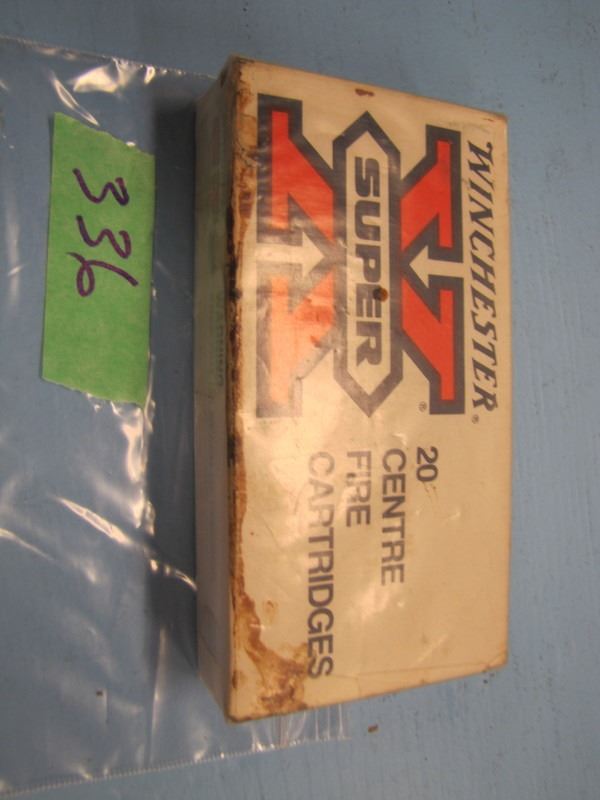 WINCHESTER®
SUPER
X®
20
CENTRE
FIRE
CARTRIDGES
336